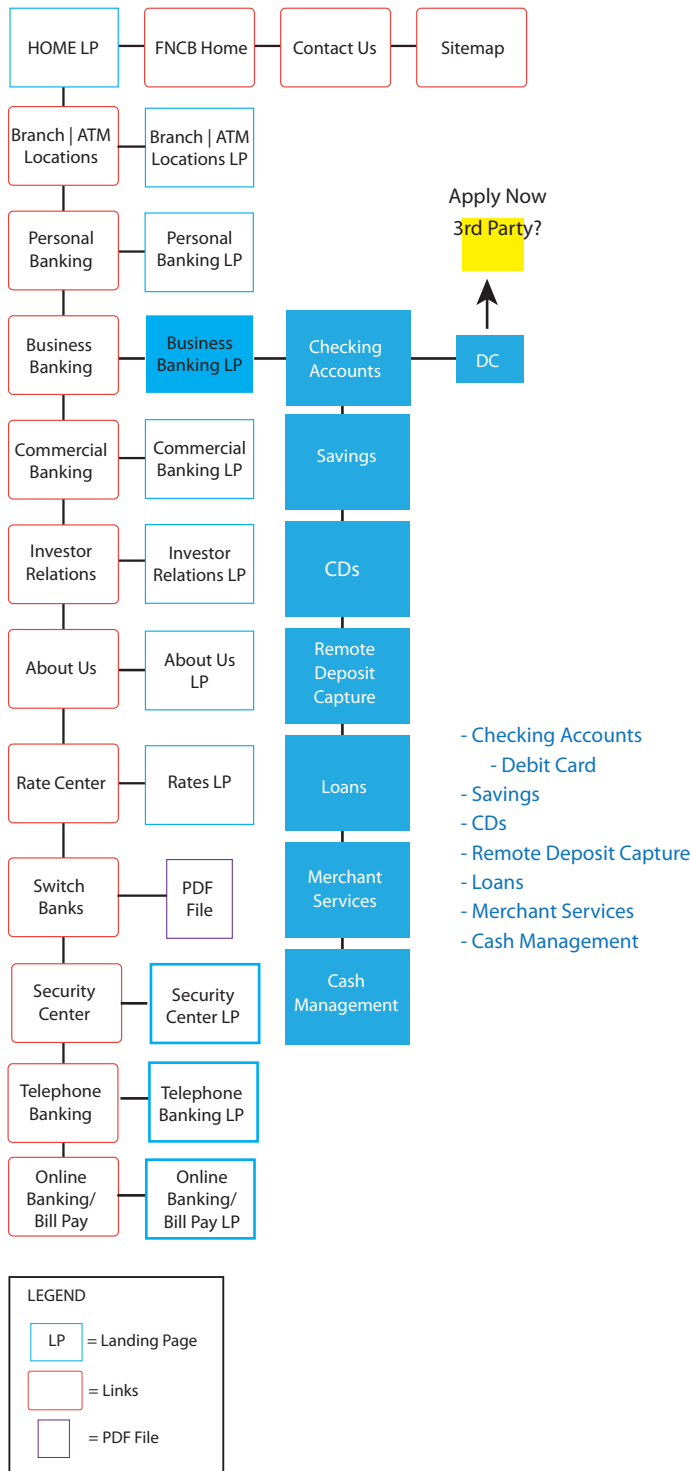 HOME LP
FNCB Home
Contact Us
Sitemap
Branch | ATM
Locations
Branch | ATM
Locations LP
Personal
Banking
Personal
Banking LP
Apply Now
3rd Party?
Business
Banking
Business
Banking LP
Checking
Accounts
DC
Commercial
Banking
Commercial
Banking LP
Savings
Investor
Relations
Investor
Relations LP
CDs
About Us
About Us
LP
Remote
Deposit
Capture
Rate Center
Rates LP
Loans
Switch
Banks
PDF
File
Merchant
Services
Security
Center
Security
Center LP
Cash
Management
Telephone
Banking
Telephone
Banking LP
Online
Banking/
Bill Pay
Online
Banking/
Bill Pay LP
- Checking Accounts
- Debit Card
- Savings
- CDs
- Remote Deposit Capture
- Loans
- Merchant Services
- Cash Management
LEGEND
LP = Landing Page
= Links
= PDF File